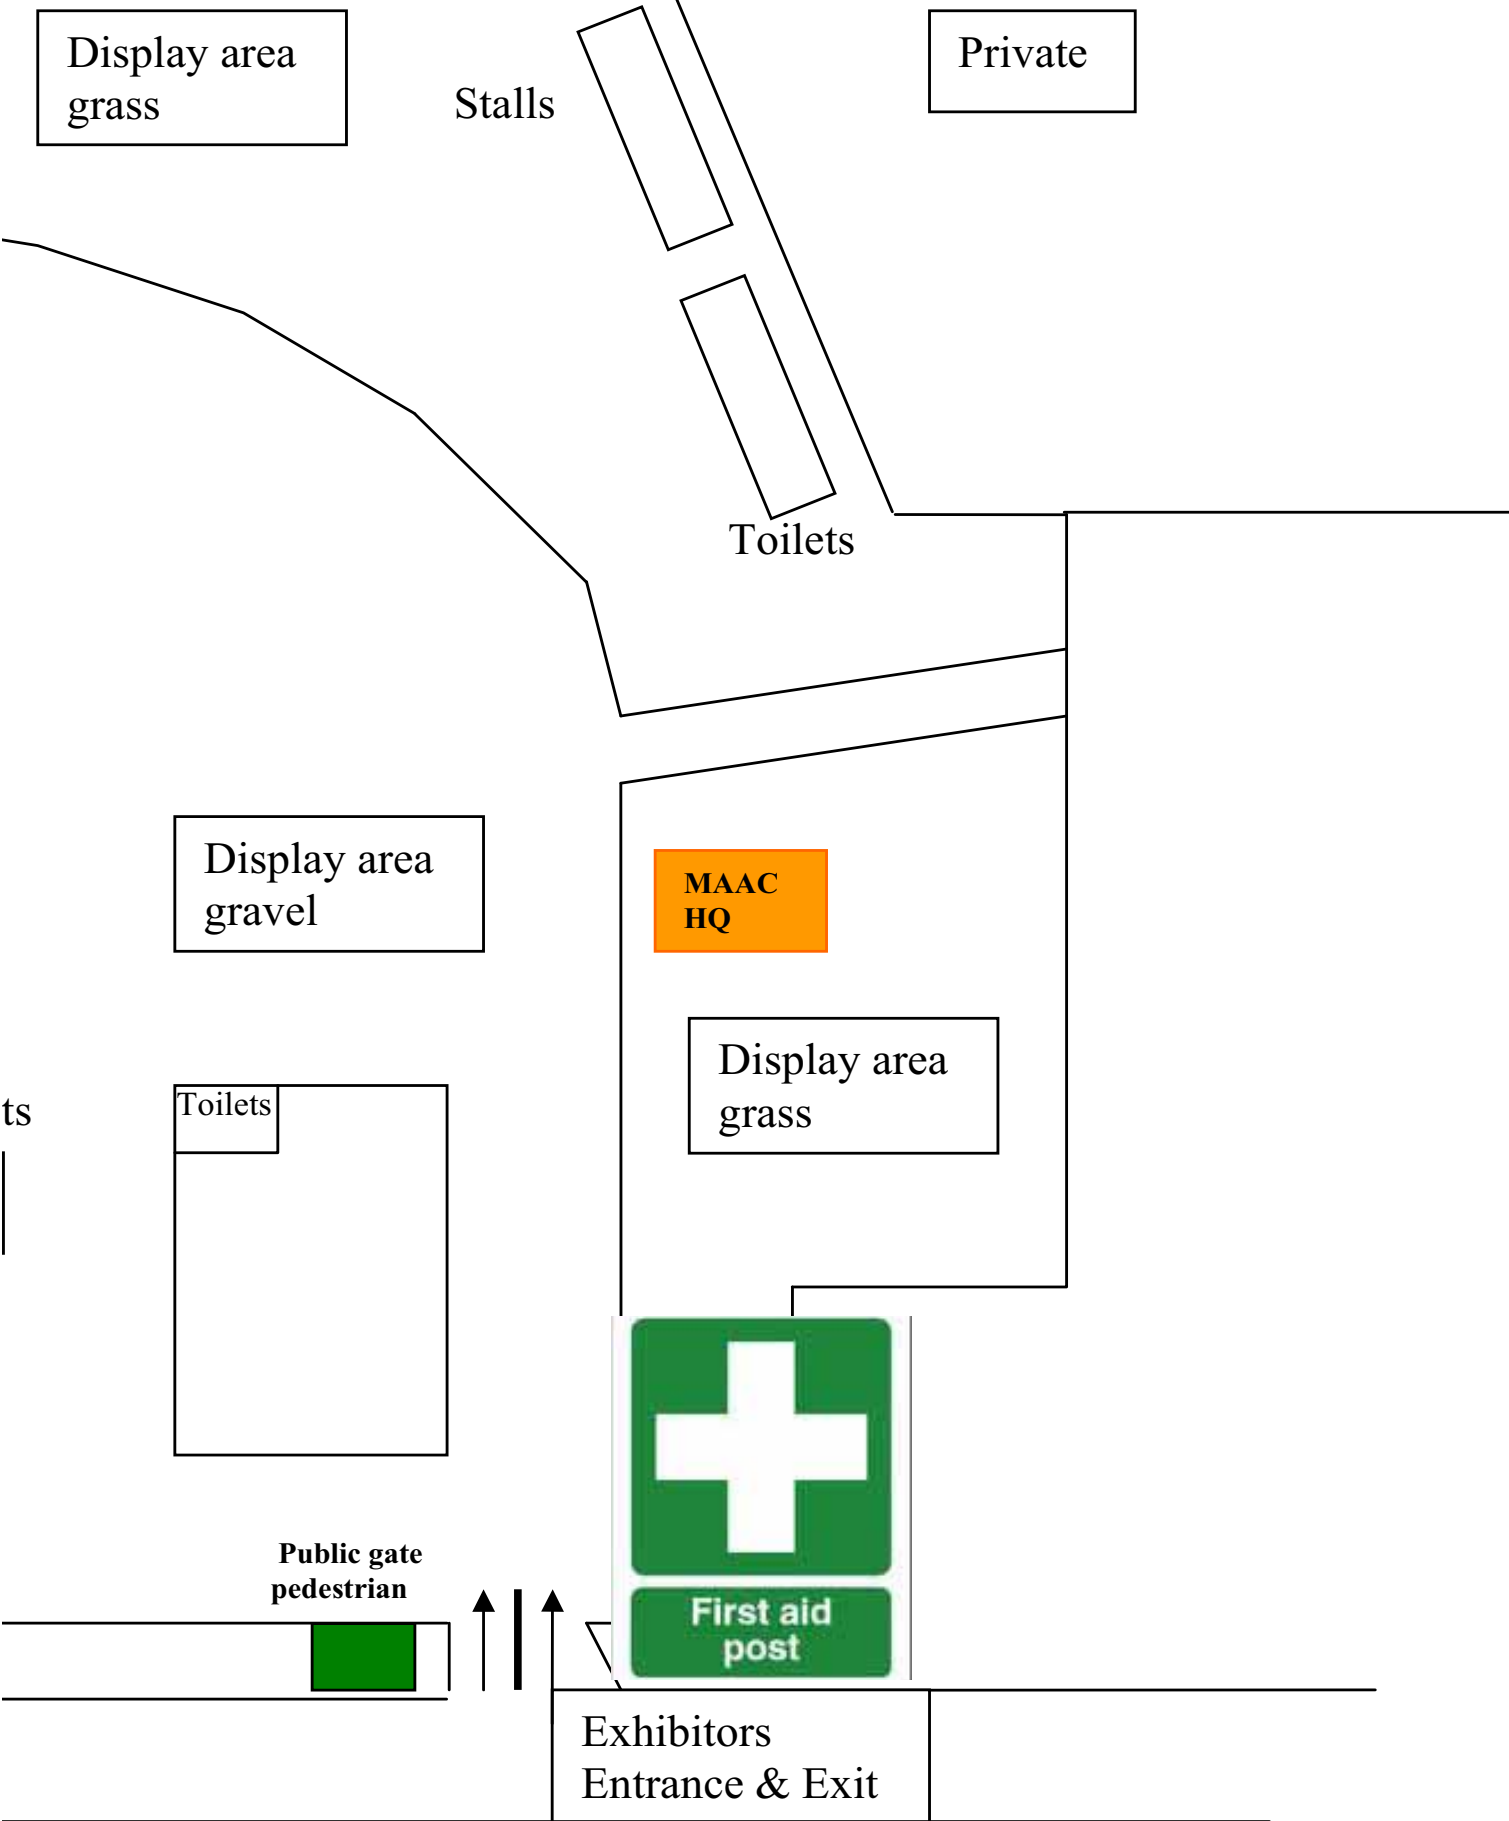 Display area
grass
Stalls
Private
Toilets
Display area
gravel
MAAC
HQ
Display area
grass
ts
Toilets
Public gate
pedestrian
First aid
post
Exhibitors
Entrance & Exit